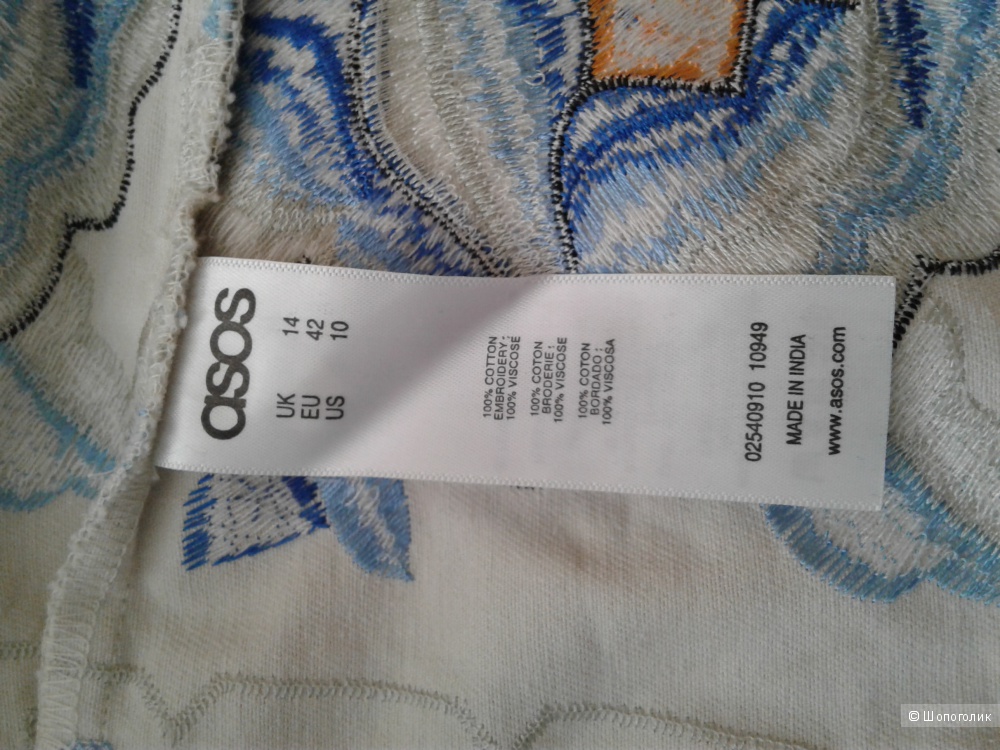 asos
UK 14
EU 42
US 10
100% COTTON
EMBROIDERY:
100% VISCOSE
100% COTON
BRODERIE:
100% VISCOSE
100% COTON
BORDADO:
100% VISCOSA
02540910 10949
MADE IN INDIA
www.asos.com
© Шопоголик